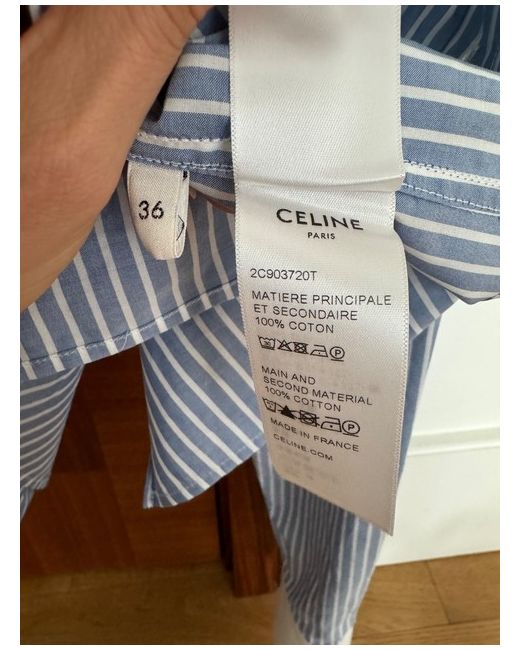 36
CELINE
PARIS
2C903720T
MATIERE PRINCIPALE
ET SECONDAIRE
100% COTON
MAIN AND
SECOND MATERIAL
100% COTTON
MADE IN FRANCE
CELINE.COM